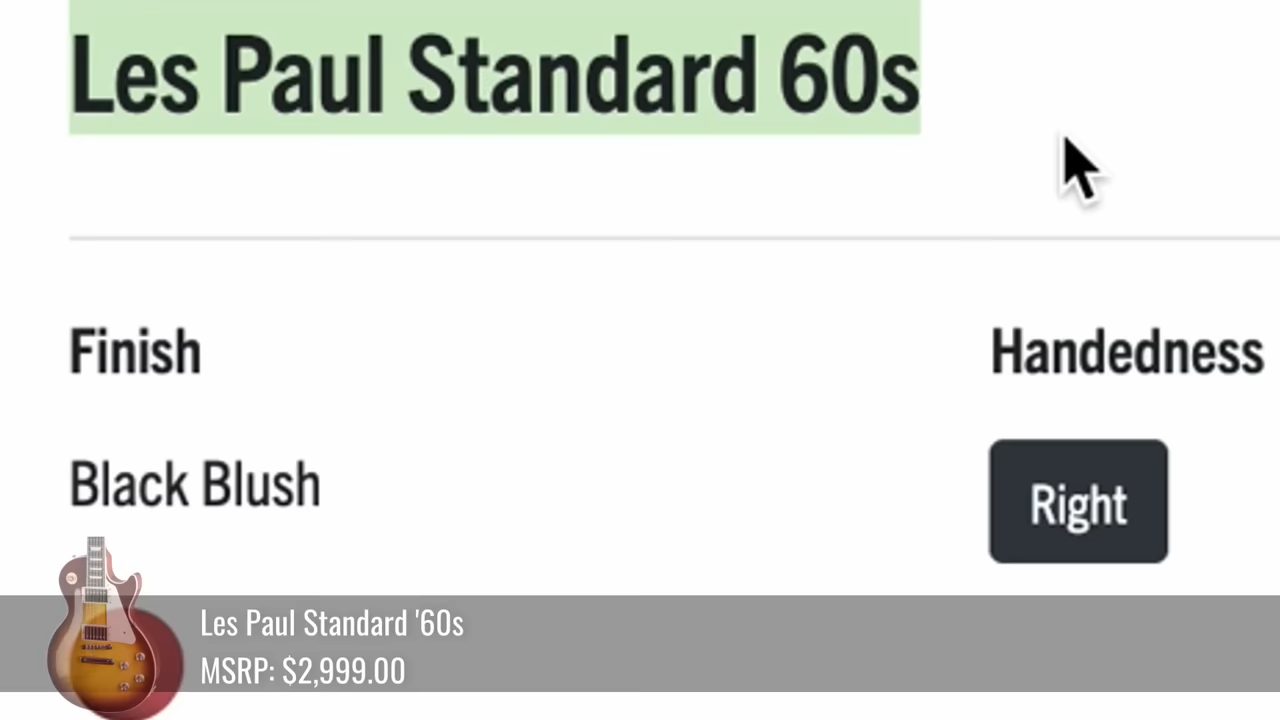 Les Paul Standard 60s
Finish
Handedness
Black Blush
Right
Les Paul Standard '60s
MSRP: $2,999.00